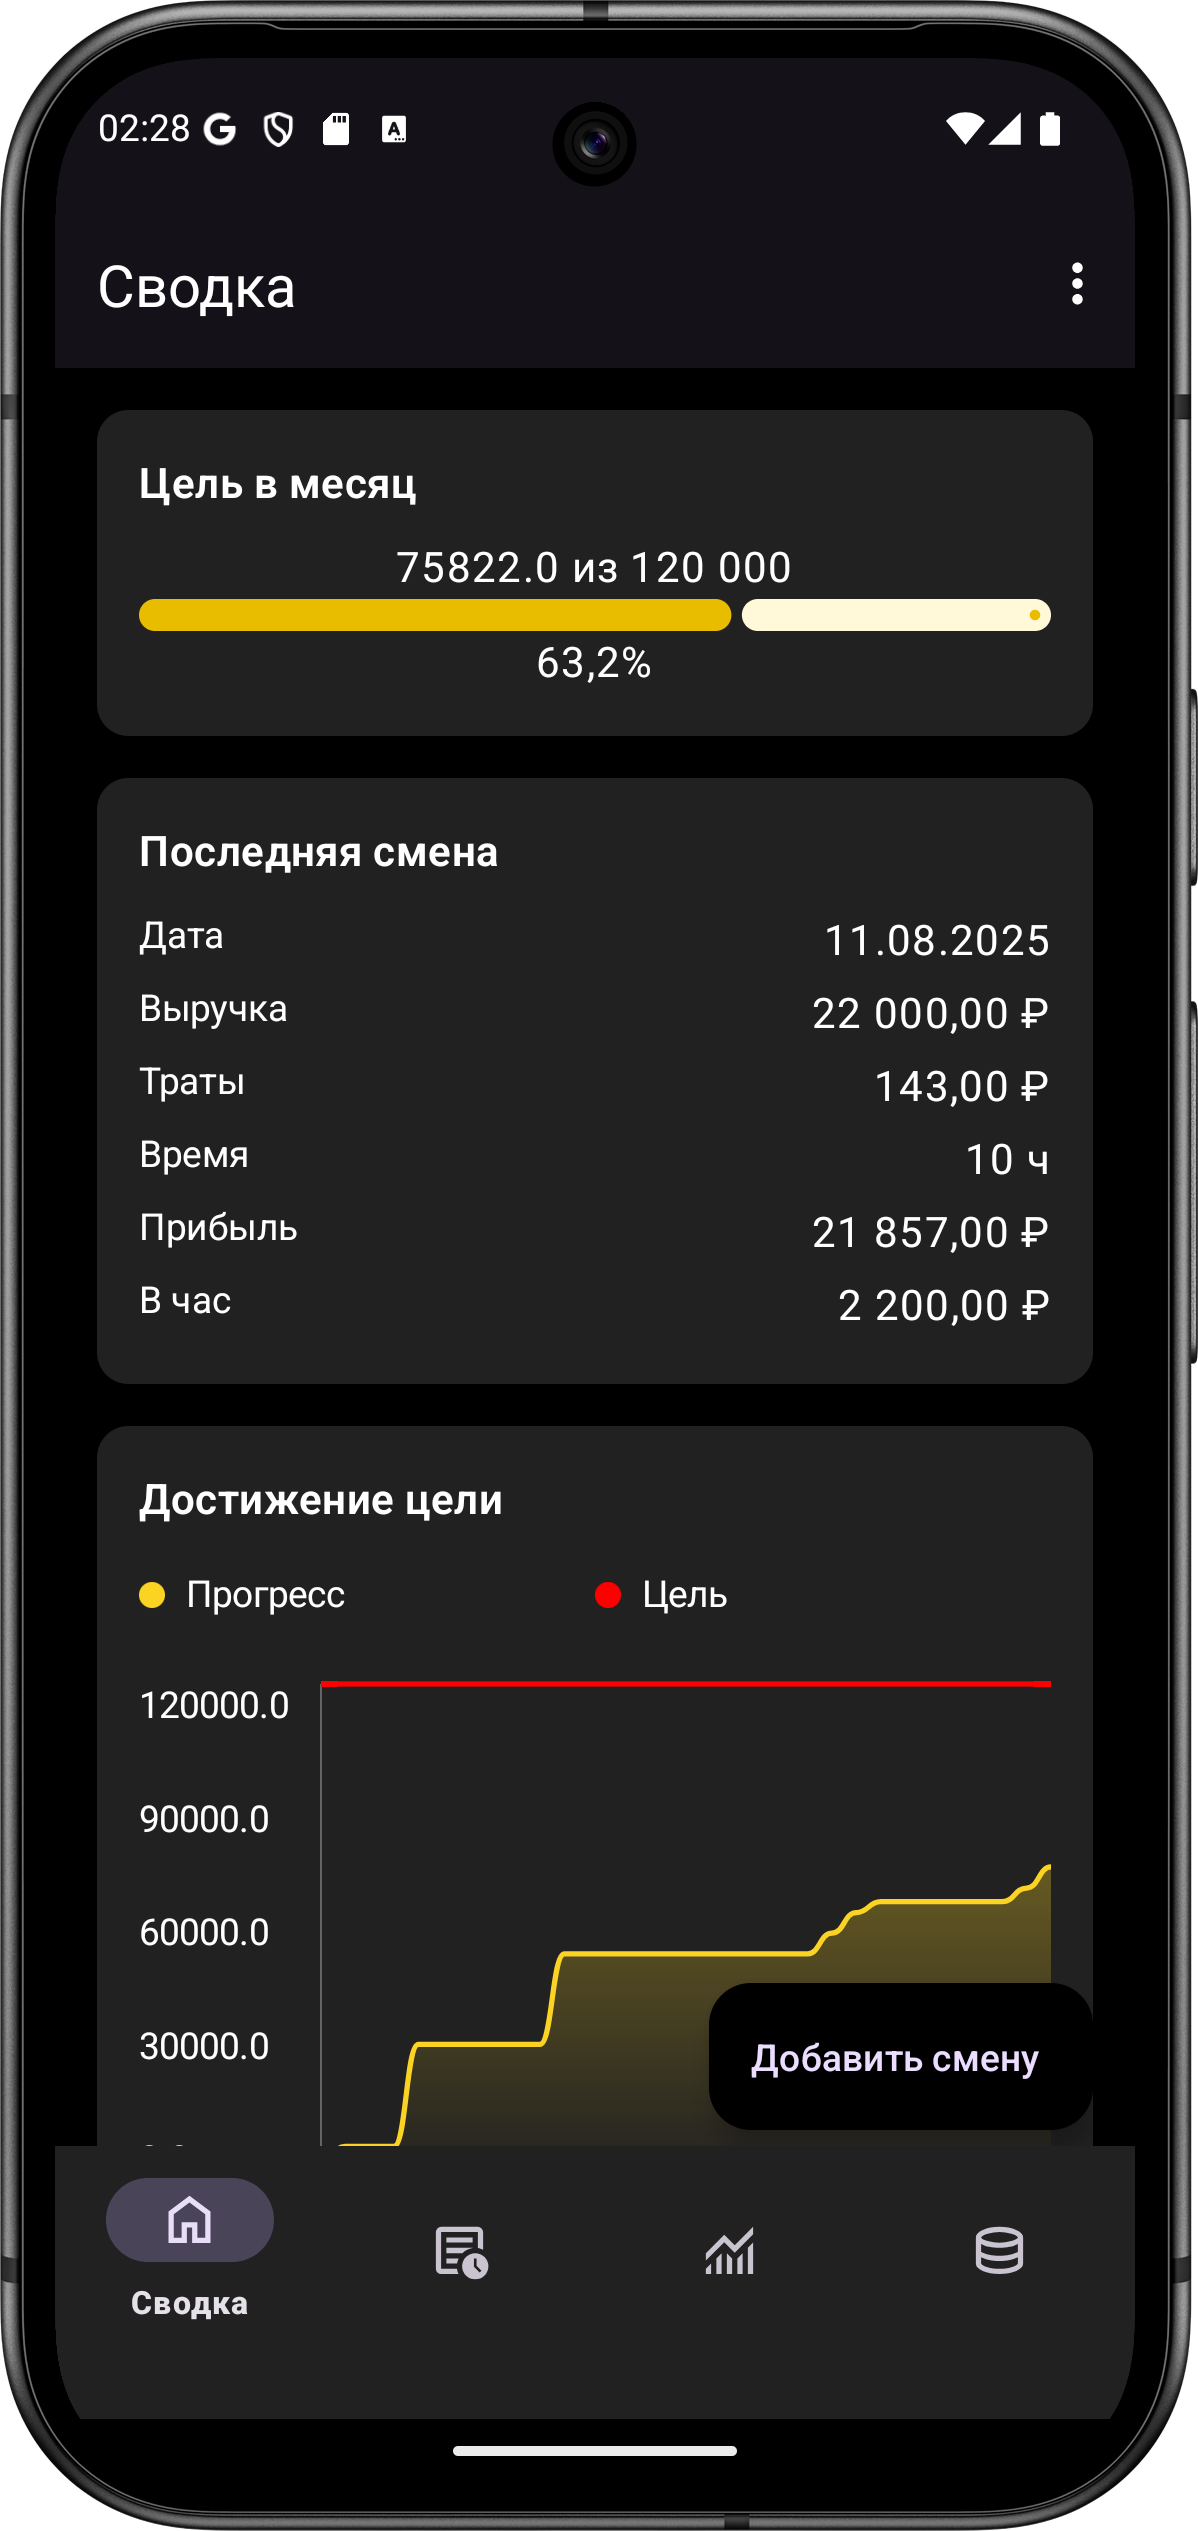 02:28
Сводка
Цель в месяц
75822.0 из 120 000
63,2%
Последняя смена
Дата 11.08.2025
Выручка 22 000,00 ₽
Траты 143,00 ₽
Время 10 ч
Прибыль 21 857,00 ₽
В час 2 200,00 ₽
Достижение цели
Прогресс Цель
120000.0
90000.0
60000.0
30000.0
Добавить смену
Сводка